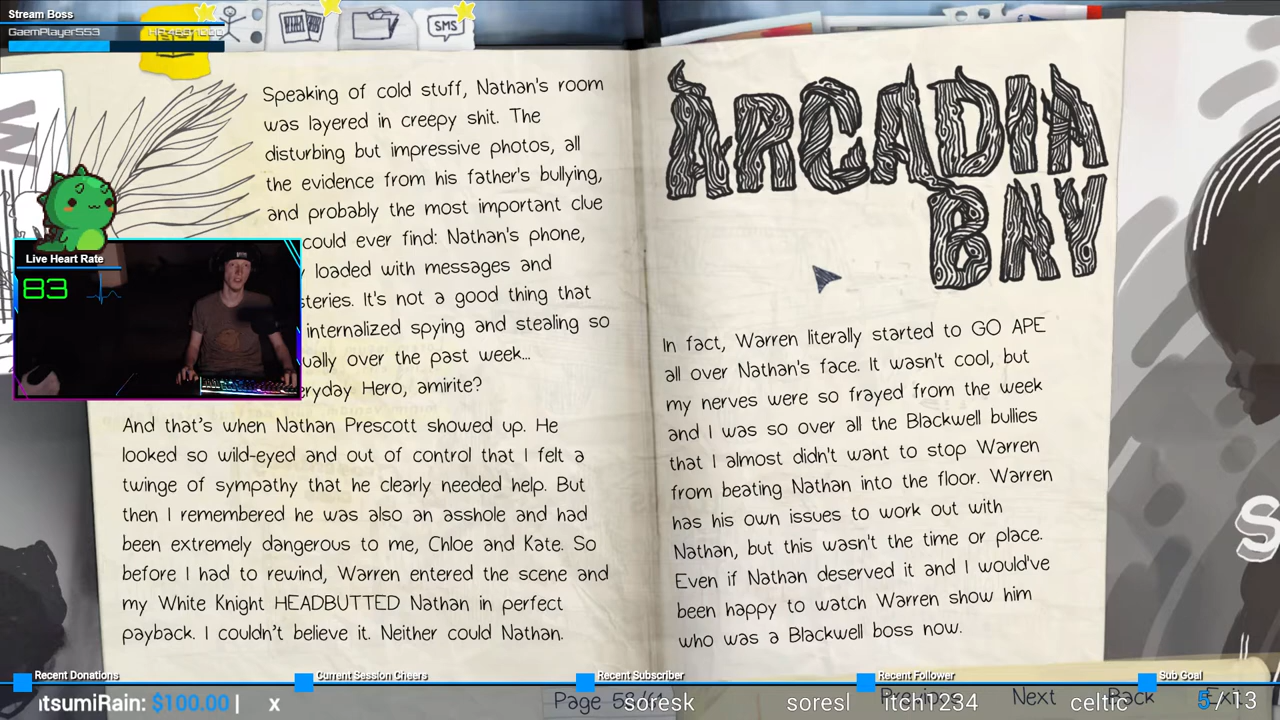 Stream Boss
GaemPlayer553
SMS
Speaking of cold stuff, Nathan's room
was layered in creepy shit. The
disturbing but impressive photos, all
the evidence from his father's bullying,
and probably the most important clue
could ever find: Nathan's phone,
loaded with messages and
steries. It's not a good thing that
internalized spying and stealing so
ually over the past week...
eryday Hero, amirite?
And that's when Nathan Prescott showed up. He
looked so wild-eyed and out of control that I felt a
twinge of sympathy that he clearly needed help. But
then I remembered he was also an asshole and had
been extremely dangerous to me, Chloe and Kate. So
before I had to rewind, Warren entered the scene and
my White Knight HEADBUTTED Nathan in perfect
payback. I couldn't believe it. Neither could Nathan.
Live Heart Rate
83
ARCADIA
BAY
In fact, Warren literally started to GO APE
all over Nathan's face. It wasn't cool, but
my nerves were so frayed from the week
and I was so over all the Blackwell bullies
that I almost didn't want to stop Warren
from beating Nathan into the floor. Warren
has his own issues to work out with
Nathan, but this wasn't the time or place.
Even if Nathan deserved it and I would've
been happy to watch Warren show him
who was a Blackwell boss now.
S
Page
Previous Next Back Exit
Recent Donations
tsumiRain: $100.00 |
Current Session Cheers
x
Recent Subscriber
soresk soresl
Recent Follower
itch1234 celtic
Sub Goal
5 / 13